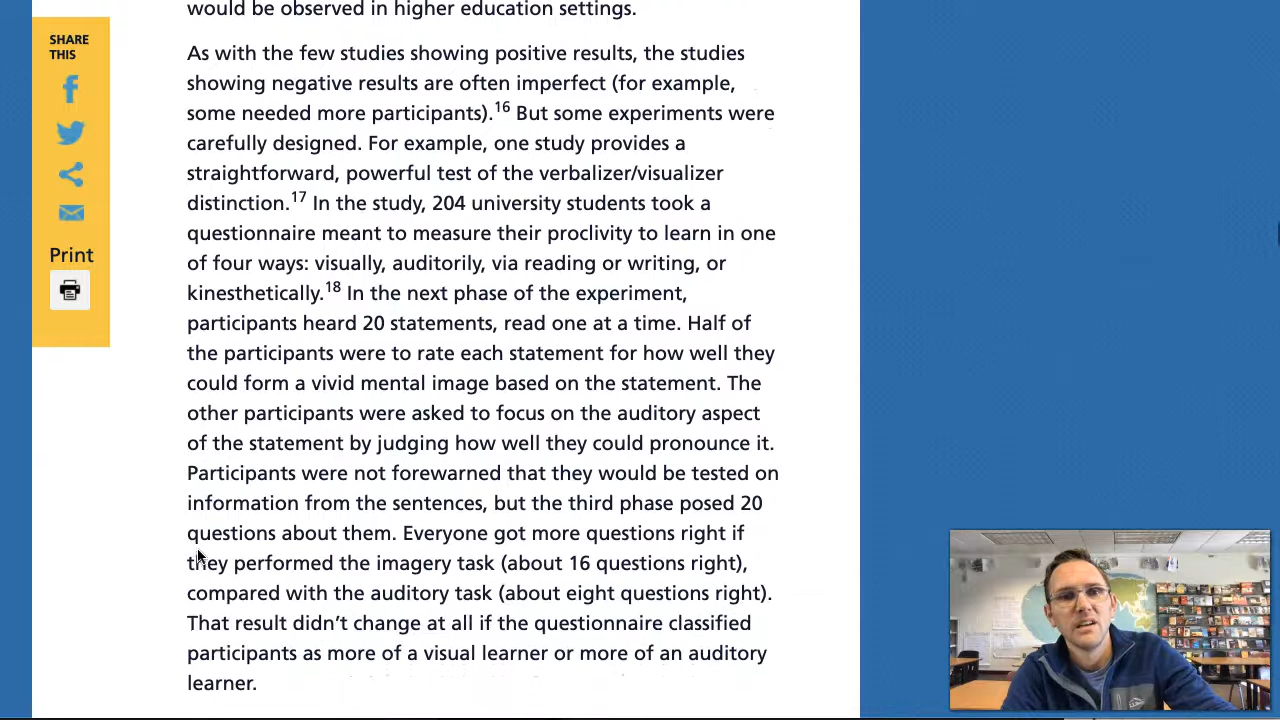 would be observed in higher education settings.
SHARE
THIS
Print
As with the few studies showing positive results, the studies
showing negative results are often imperfect (for example,
some needed more participants).16 But some experiments were
carefully designed. For example, one study provides a
straightforward, powerful test of the verbalizer/visualizer
distinction.17 In the study, 204 university students took a
questionnaire meant to measure their proclivity to learn in one
of four ways: visually, auditorily, via reading or writing, or
kinesthetically.18 In the next phase of the experiment,
participants heard 20 statements, read one at a time. Half of
the participants were to rate each statement for how well they
could form a vivid mental image based on the statement. The
other participants were asked to focus on the auditory aspect
of the statement by judging how well they could pronounce it.
Participants were not forewarned that they would be tested on
information from the sentences, but the third phase posed 20
questions about them. Everyone got more questions right if
they performed the imagery task (about 16 questions right),
compared with the auditory task (about eight questions right).
That result didn’t change at all if the questionnaire classified
participants as more of a visual learner or more of an auditory
learner.